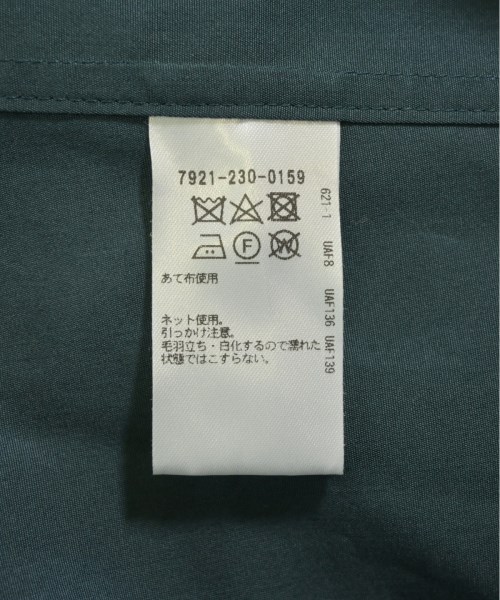 7921-230-0159
F
W
あて布使用
ネット使用。
引っかけ注意。
毛羽立ち・白化するので濡れた
状態ではこすらない。
621-1 UAF8 UAF136 UAF139